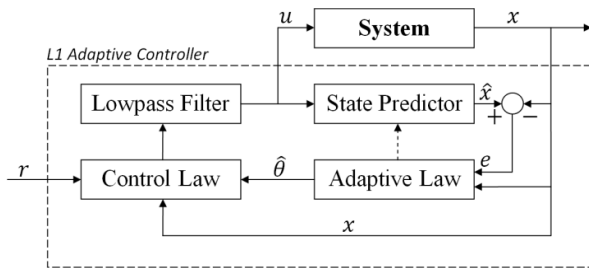 u
System
x
L1 Adaptive Controller
Lowpass Filter
State Predictor
x̂
+
−
r
Control Law
θ̂
Adaptive Law
e
x